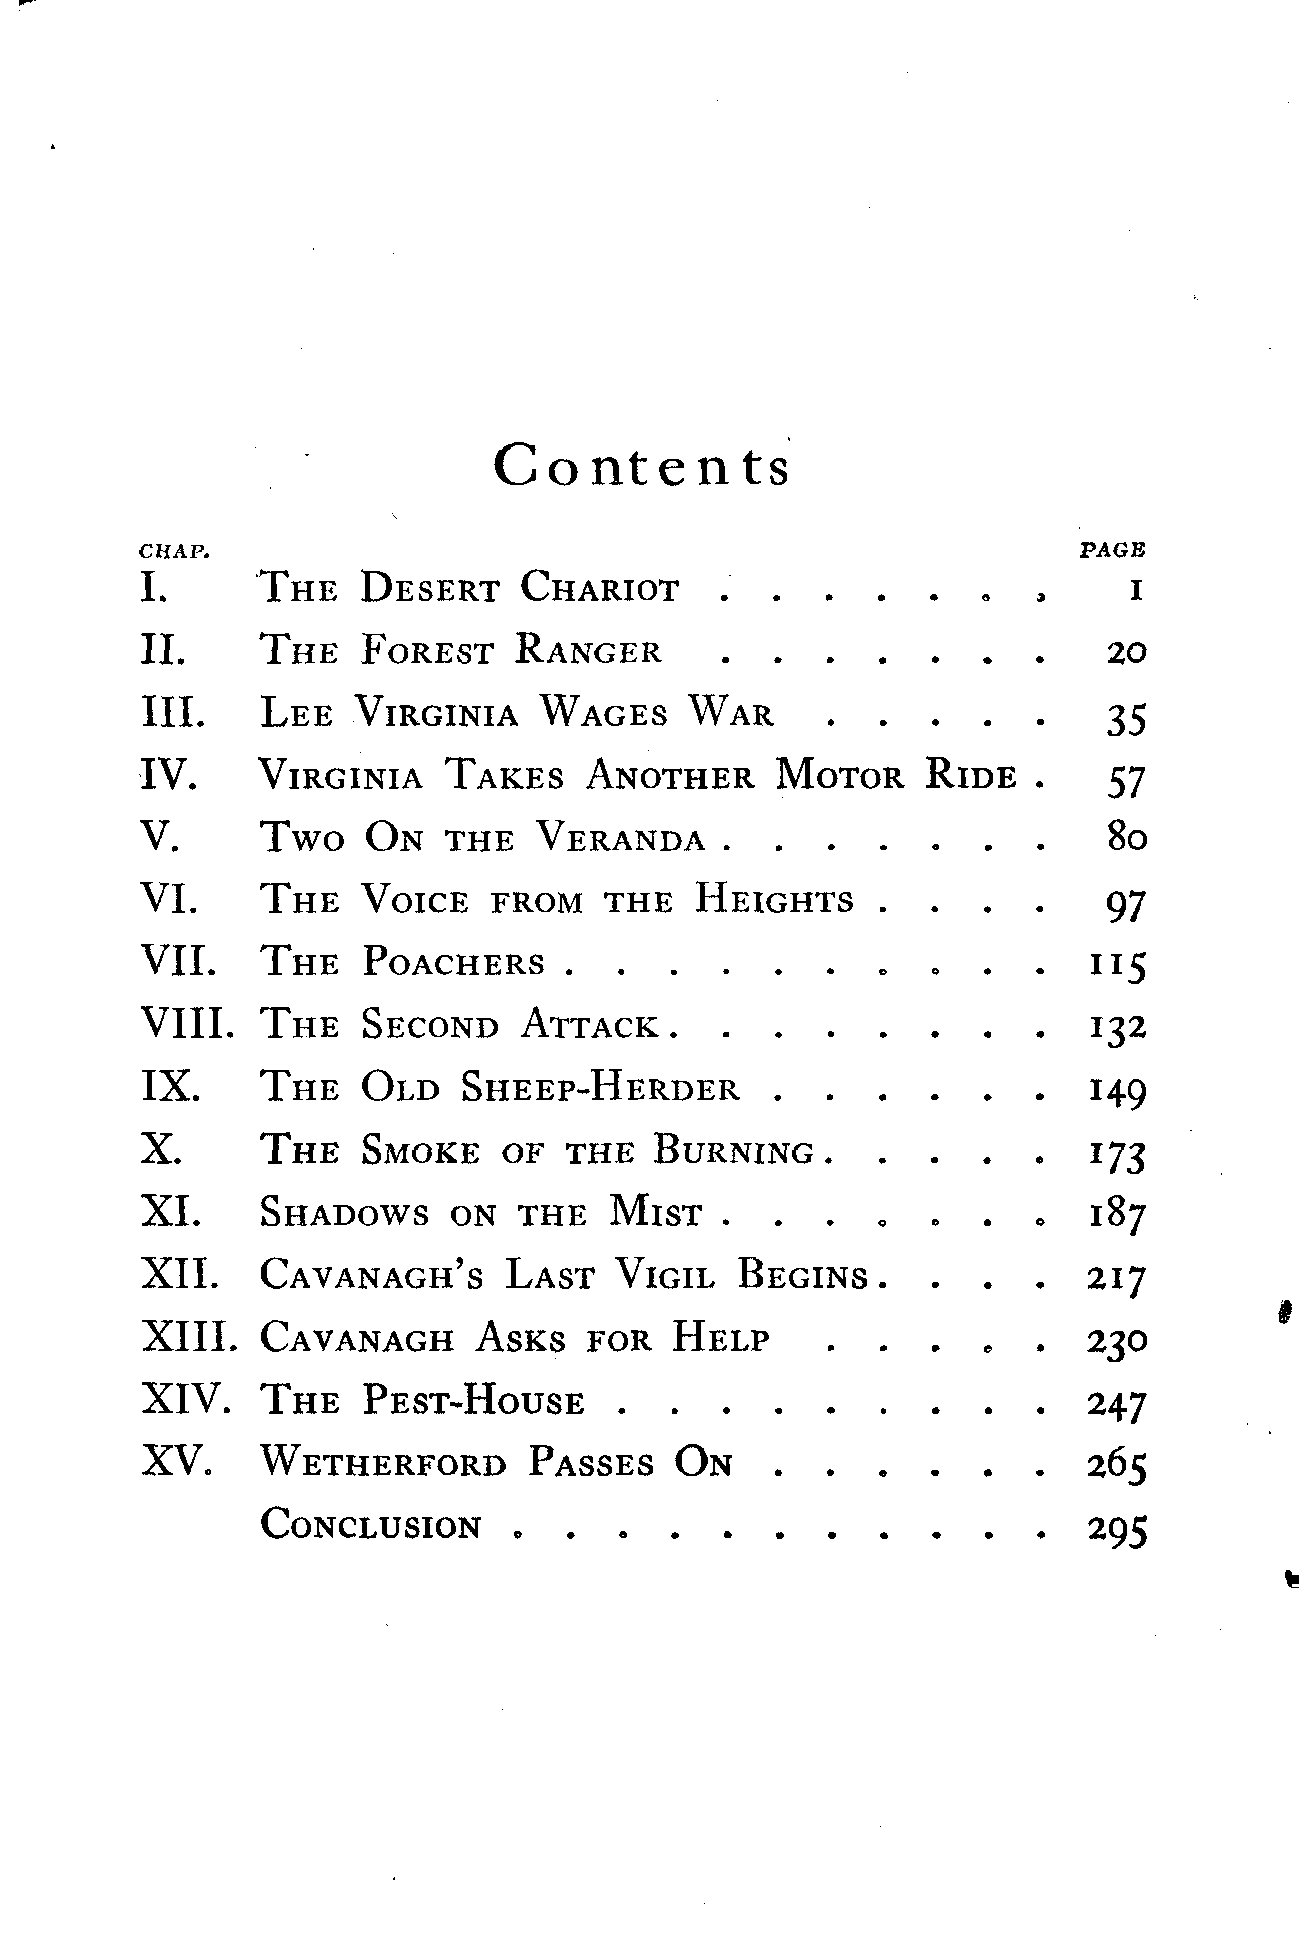 Contents
CHAP. PAGE
I. The Desert Chariot . . . . . . . 1
II. The Forest Ranger . . . . . . . 20
III. Lee Virginia Wages War . . . . . 35
IV. Virginia Takes Another Motor Ride . 57
V. Two On the Veranda . . . . . . . 80
VI. The Voice from the Heights . . . . 97
VII. The Poachers . . . . . . . . . . 115
VIII. The Second Attack . . . . . . . . 132
IX. The Old Sheep-Herder . . . . . . 149
X. The Smoke of the Burning . . . . . 173
XI. Shadows on the Mist . . . . . . . 187
XII. Cavanagh's Last Vigil Begins . . . . 217
XIII. Cavanagh Asks for Help . . . . . 230
XIV. The Pest-House . . . . . . . . . 247
XV. Wetherford Passes On . . . . . . 265
Conclusion . . . . . . . . . . . 295